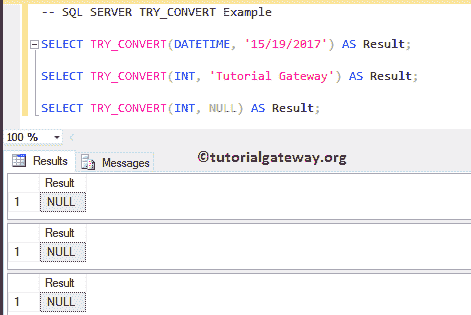 -- SQL SERVER TRY_CONVERT Example
SELECT TRY_CONVERT(DATETIME, '15/19/2017') AS Result;
SELECT TRY_CONVERT(INT, 'Tutorial Gateway') AS Result;
SELECT TRY_CONVERT(INT, NULL) AS Result;
100 %
Results Messages ©tutorialgateway.org
Result
1 NULL
Result
1 NULL
Result
1 NULL